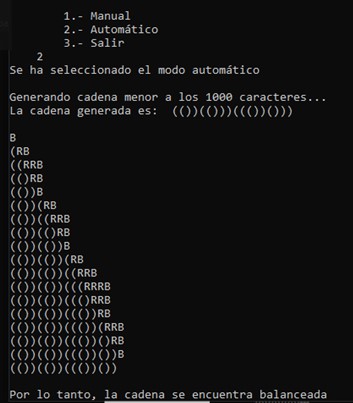 1.- Manual
2.- Automático
3.- Salir
2
Se ha seleccionado el modo automático
Generando cadena menor a los 1000 caracteres...
La cadena generada es:  (())(()))((())()))
B
(RB
((RRB
(()RB
(())B
(())(RB
(())((RRB
(())(()RB
(())(())B
(())(())(RB
(())(())((RRB
(())(())(((RRRB
(())(())((()RRB
(())(())((())RB
(())(())((())(RRB
(())(())((())()RB
(())(())((())())B
(())(())((())())
Por lo tanto, la cadena se encuentra balanceada